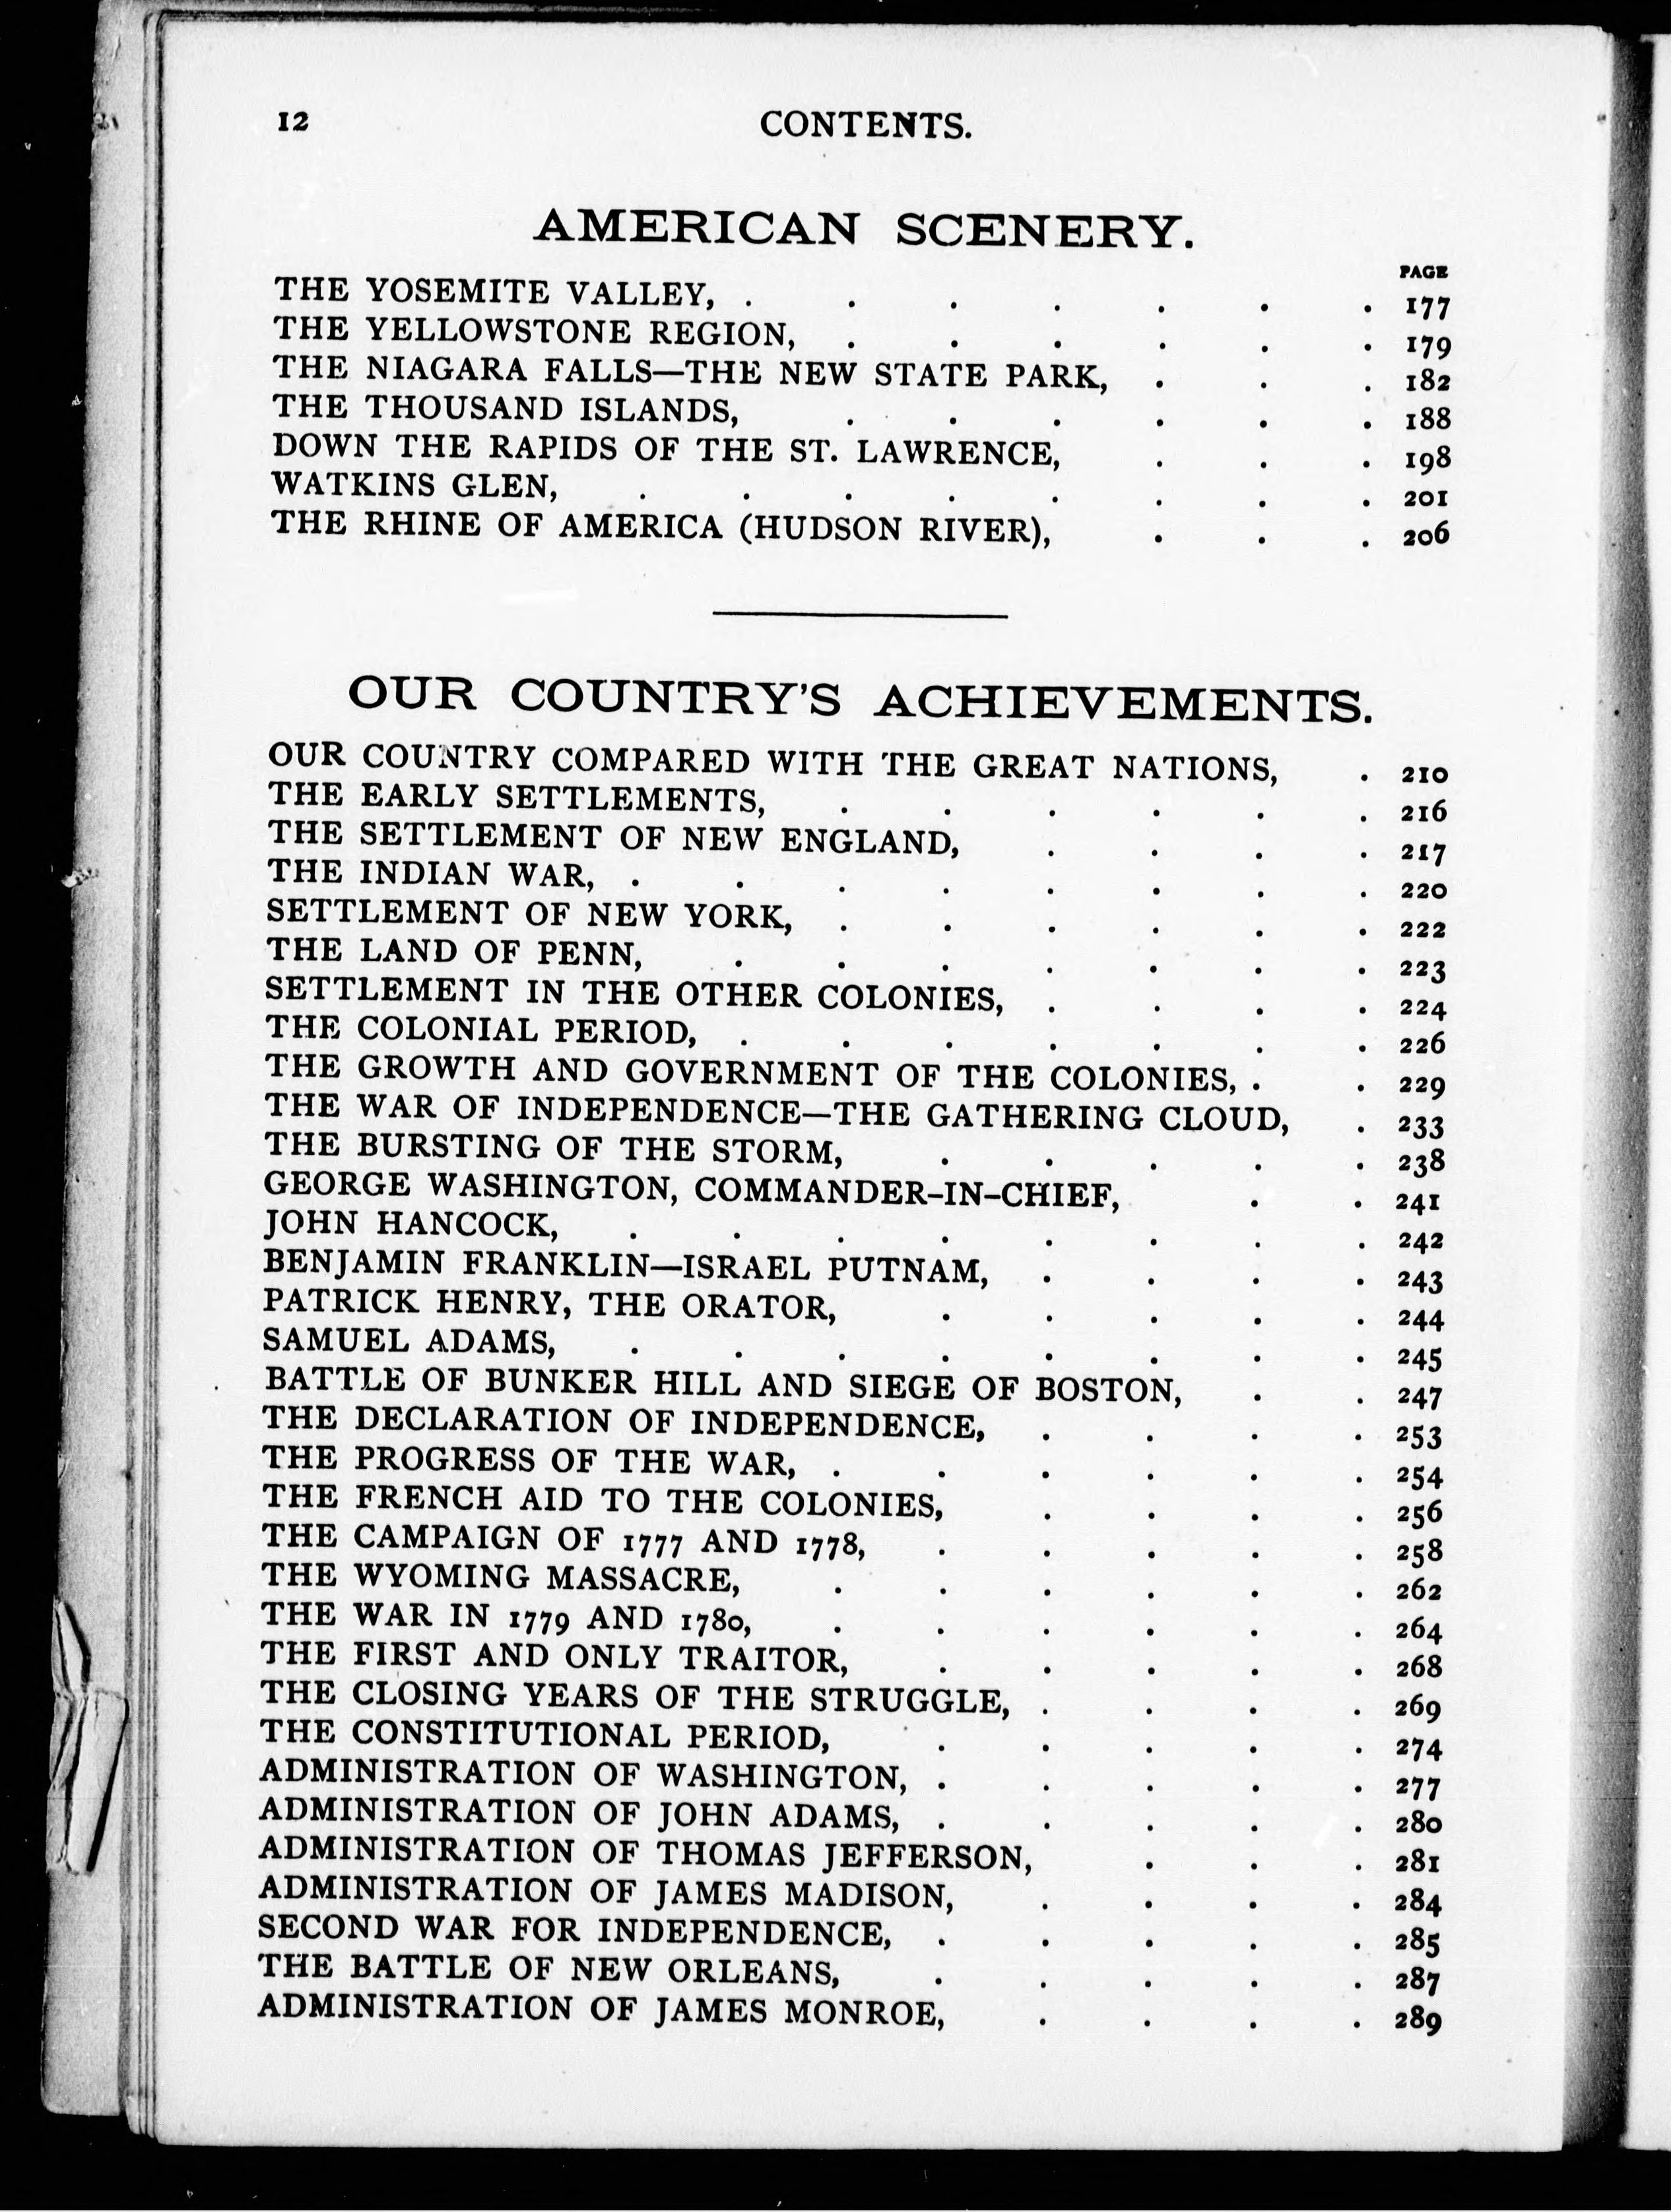 12 CONTENTS.
AMERICAN SCENERY.
PAGE
THE YOSEMITE VALLEY, . . . . . . . 177
THE YELLOWSTONE REGION, . . . . . . 179
THE NIAGARA FALLS—THE NEW STATE PARK, . . . 182
THE THOUSAND ISLANDS, . . . . . . 188
DOWN THE RAPIDS OF THE ST. LAWRENCE, . . . 198
WATKINS GLEN, . . . . . . . . 201
THE RHINE OF AMERICA (HUDSON RIVER), . . . 206
OUR COUNTRY'S ACHIEVEMENTS.
OUR COUNTRY COMPARED WITH THE GREAT NATIONS, . 210
THE EARLY SETTLEMENTS, . . . . . . 216
THE SETTLEMENT OF NEW ENGLAND, . . . . 217
THE INDIAN WAR, . . . . . . . . 220
SETTLEMENT OF NEW YORK, . . . . . . 222
THE LAND OF PENN, . . . . . . . 223
SETTLEMENT IN THE OTHER COLONIES, . . . . 224
THE COLONIAL PERIOD, . . . . . . . 226
THE GROWTH AND GOVERNMENT OF THE COLONIES, . . 229
THE WAR OF INDEPENDENCE—THE GATHERING CLOUD, . 233
THE BURSTING OF THE STORM, . . . . . 238
GEORGE WASHINGTON, COMMANDER-IN-CHIEF, . . 241
JOHN HANCOCK, . . . . . . . . 242
BENJAMIN FRANKLIN—ISRAEL PUTNAM, . . . . 243
PATRICK HENRY, THE ORATOR, . . . . . 244
SAMUEL ADAMS, . . . . . . . . 245
BATTLE OF BUNKER HILL AND SIEGE OF BOSTON, . . 247
THE DECLARATION OF INDEPENDENCE, . . . . 253
THE PROGRESS OF THE WAR, . . . . . . 254
THE FRENCH AID TO THE COLONIES, . . . . 256
THE CAMPAIGN OF 1777 AND 1778, . . . . . 258
THE WYOMING MASSACRE, . . . . . . 262
THE WAR IN 1779 AND 1780, . . . . . . 264
THE FIRST AND ONLY TRAITOR, . . . . . 268
THE CLOSING YEARS OF THE STRUGGLE, . . . . 269
THE CONSTITUTIONAL PERIOD, . . . . . 274
ADMINISTRATION OF WASHINGTON, . . . . . 277
ADMINISTRATION OF JOHN ADAMS, . . . . . 280
ADMINISTRATION OF THOMAS JEFFERSON, . . . 281
ADMINISTRATION OF JAMES MADISON, . . . . 284
SECOND WAR FOR INDEPENDENCE, . . . . . 285
THE BATTLE OF NEW ORLEANS, . . . . . 287
ADMINISTRATION OF JAMES MONROE, . . . . 289